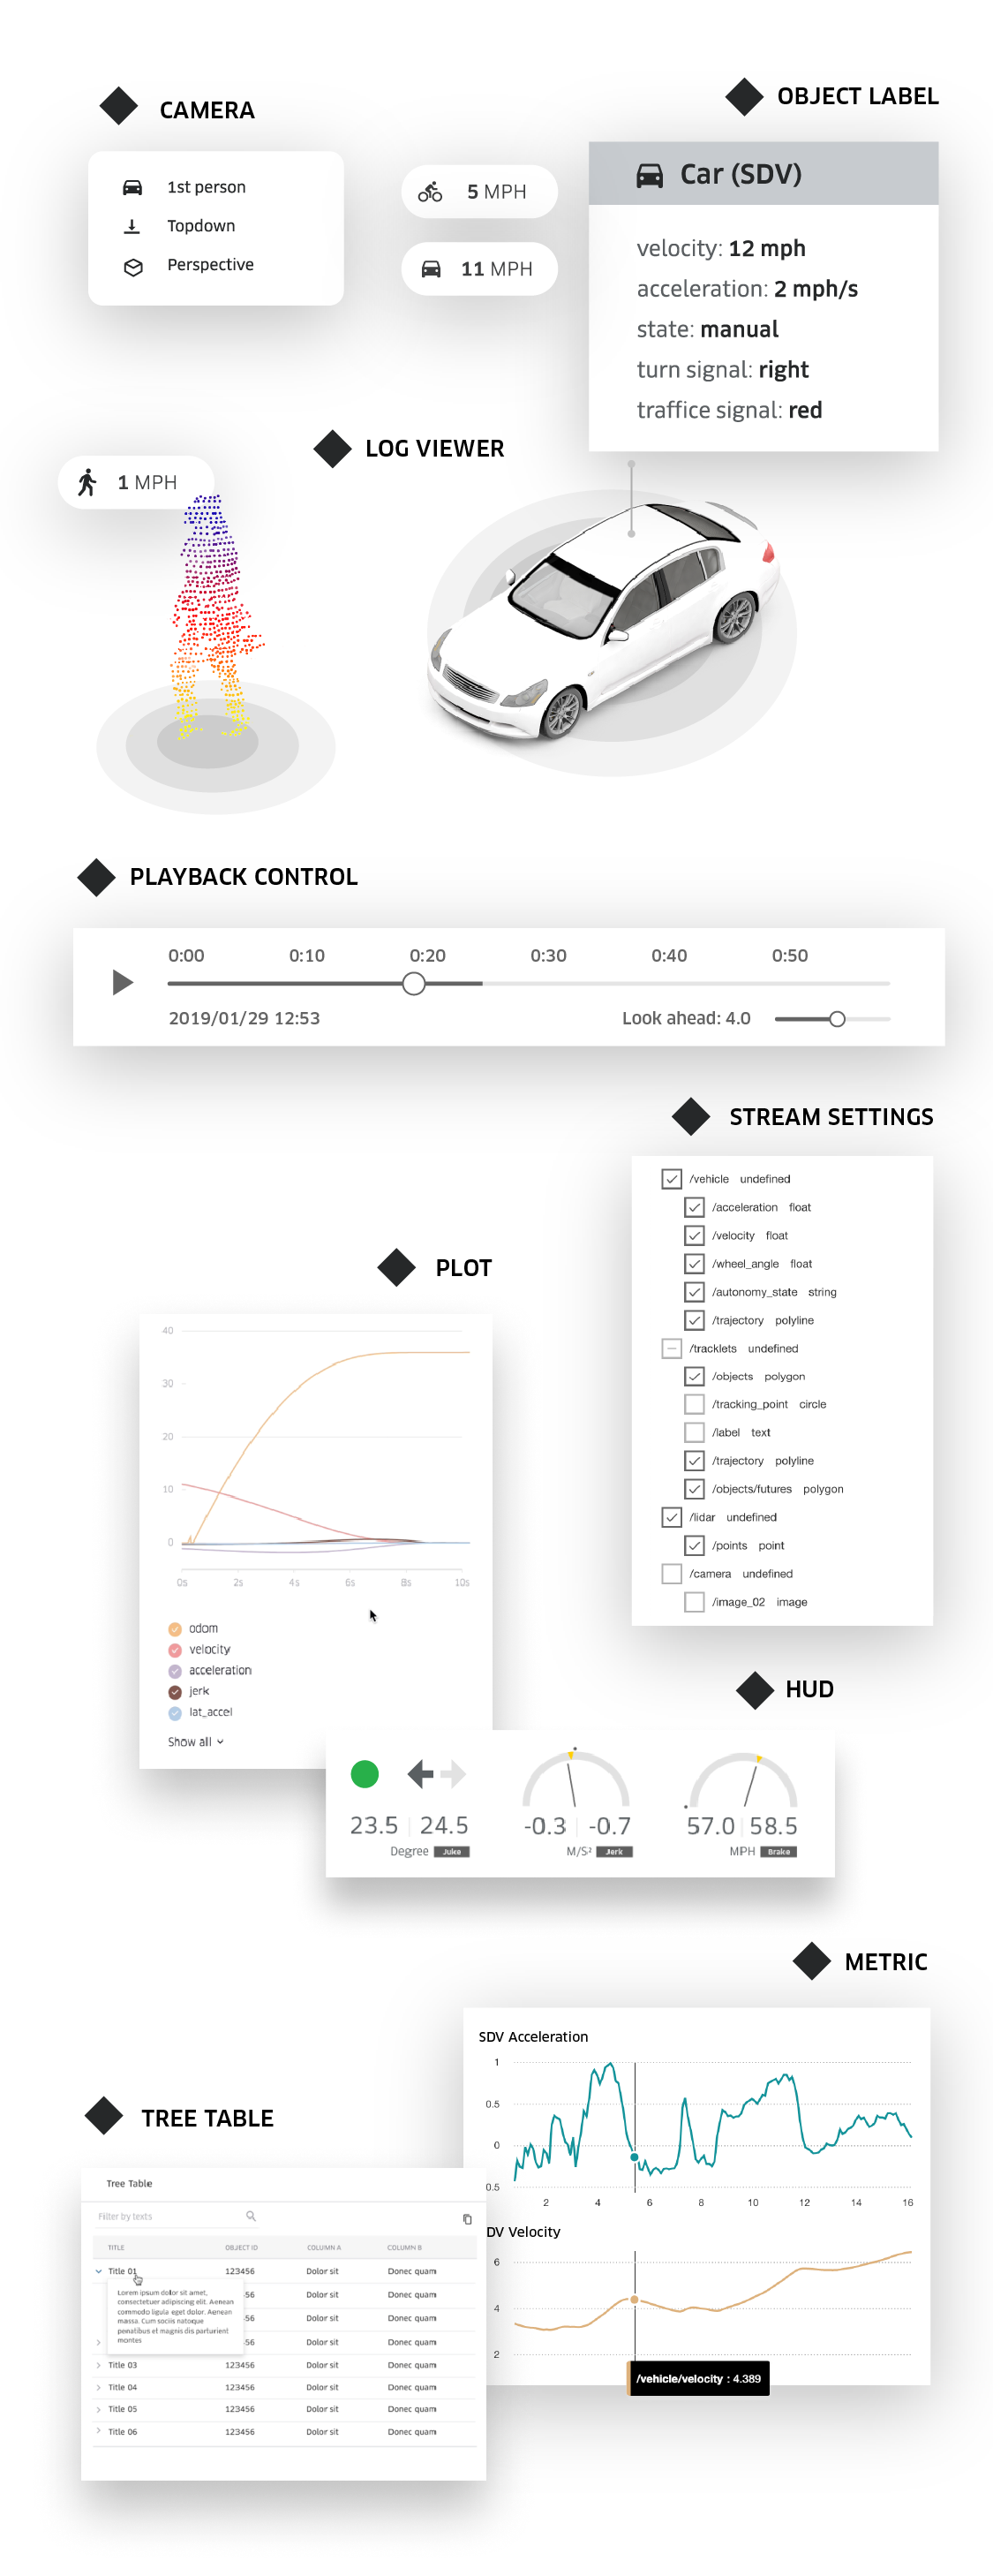 CAMERA
1st person
Topdown
Perspective
5 MPH
11 MPH
OBJECT LABEL
Car (SDV)
velocity: 12 mph
acceleration: 2 mph/s
state: manual
turn signal: right
traffice signal: red
LOG VIEWER
1 MPH
PLAYBACK CONTROL
0:00 0:10 0:20 0:30 0:40 0:50
2019/01/29 12:53 Look ahead: 4.0
STREAM SETTINGS
/vehicle undefined
/acceleration float
/velocity float
/wheel_angle float
/autonomy_state string
/trajectory polyline
/tracklets undefined
/objects polygon
/tracking_point circle
/label text
/trajectory polyline
/objects/futures polygon
/lidar undefined
/points point
/camera undefined
/image_02 image
PLOT
40
30
20
10
0
0s 2s 4s 6s 8s 10s
odom
velocity
acceleration
jerk
lat_accel
Show all
HUD
23.5 24.5
Degree Juke
-0.3 -0.7
M/S² Jerk
57.0 58.5
MPH Brake
METRIC
SDV Acceleration
1
0.5
0
0.5
2 4 6 8 10 12 14 16
DV Velocity
6
4
2
/vehicle/velocity : 4.389
TREE TABLE
Tree Table
Filter by texts
TITLE OBJECT ID COLUMN A COLUMN B
Title 01 123456 Dolor sit Donec quam
Lorem ipsum dolor sit amet,
consectetuer adipiscing elit. Aenean
commodo ligula eget dolor. Aenean
massa. Cum sociis natoque
penatibus et magnis dis parturient
montes
456 Dolor sit Donec quam
456 Dolor sit Donec quam
456 Dolor sit Donec quam
Title 03 123456 Dolor sit Donec quam
Title 04 123456 Dolor sit Donec quam
Title 05 123456 Dolor sit Donec quam
Title 06 123456 Dolor sit Donec quam